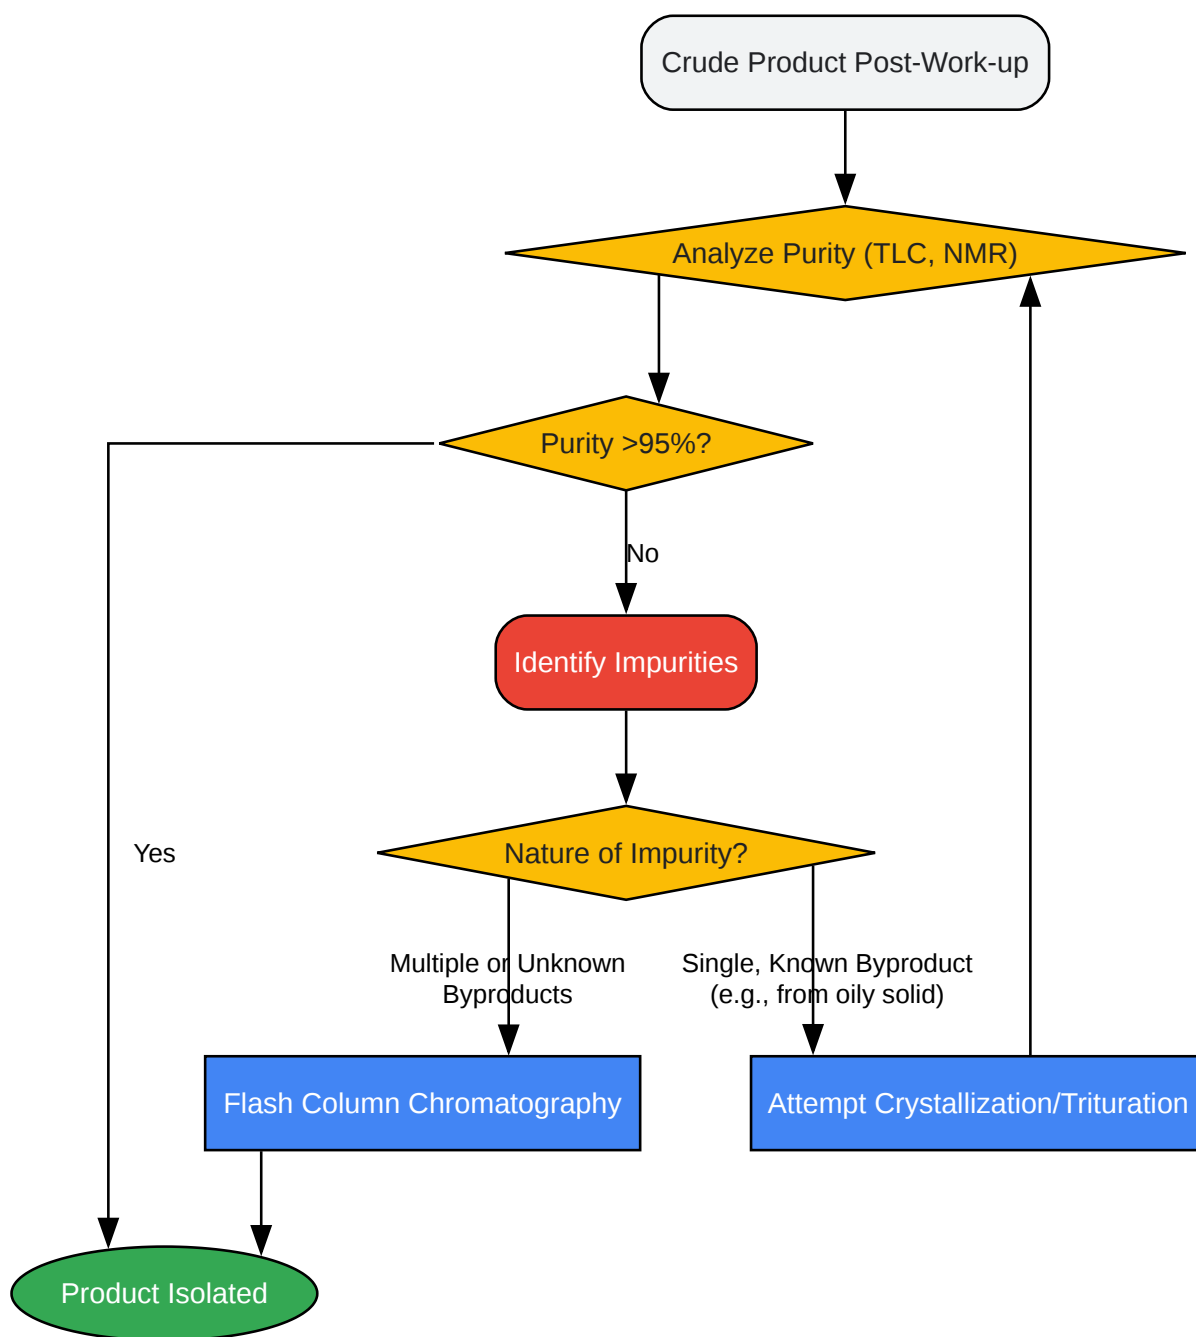 Crude Product Post-Work-up
Analyze Purity (TLC, NMR)
Purity >95%?
No
Identify Impurities
Yes
Nature of Impurity?
Multiple or Unknown
Byproducts
Single, Known Byproduct
(e.g., from oily solid)
Flash Column Chromatography
Attempt Crystallization/Trituration
Product Isolated